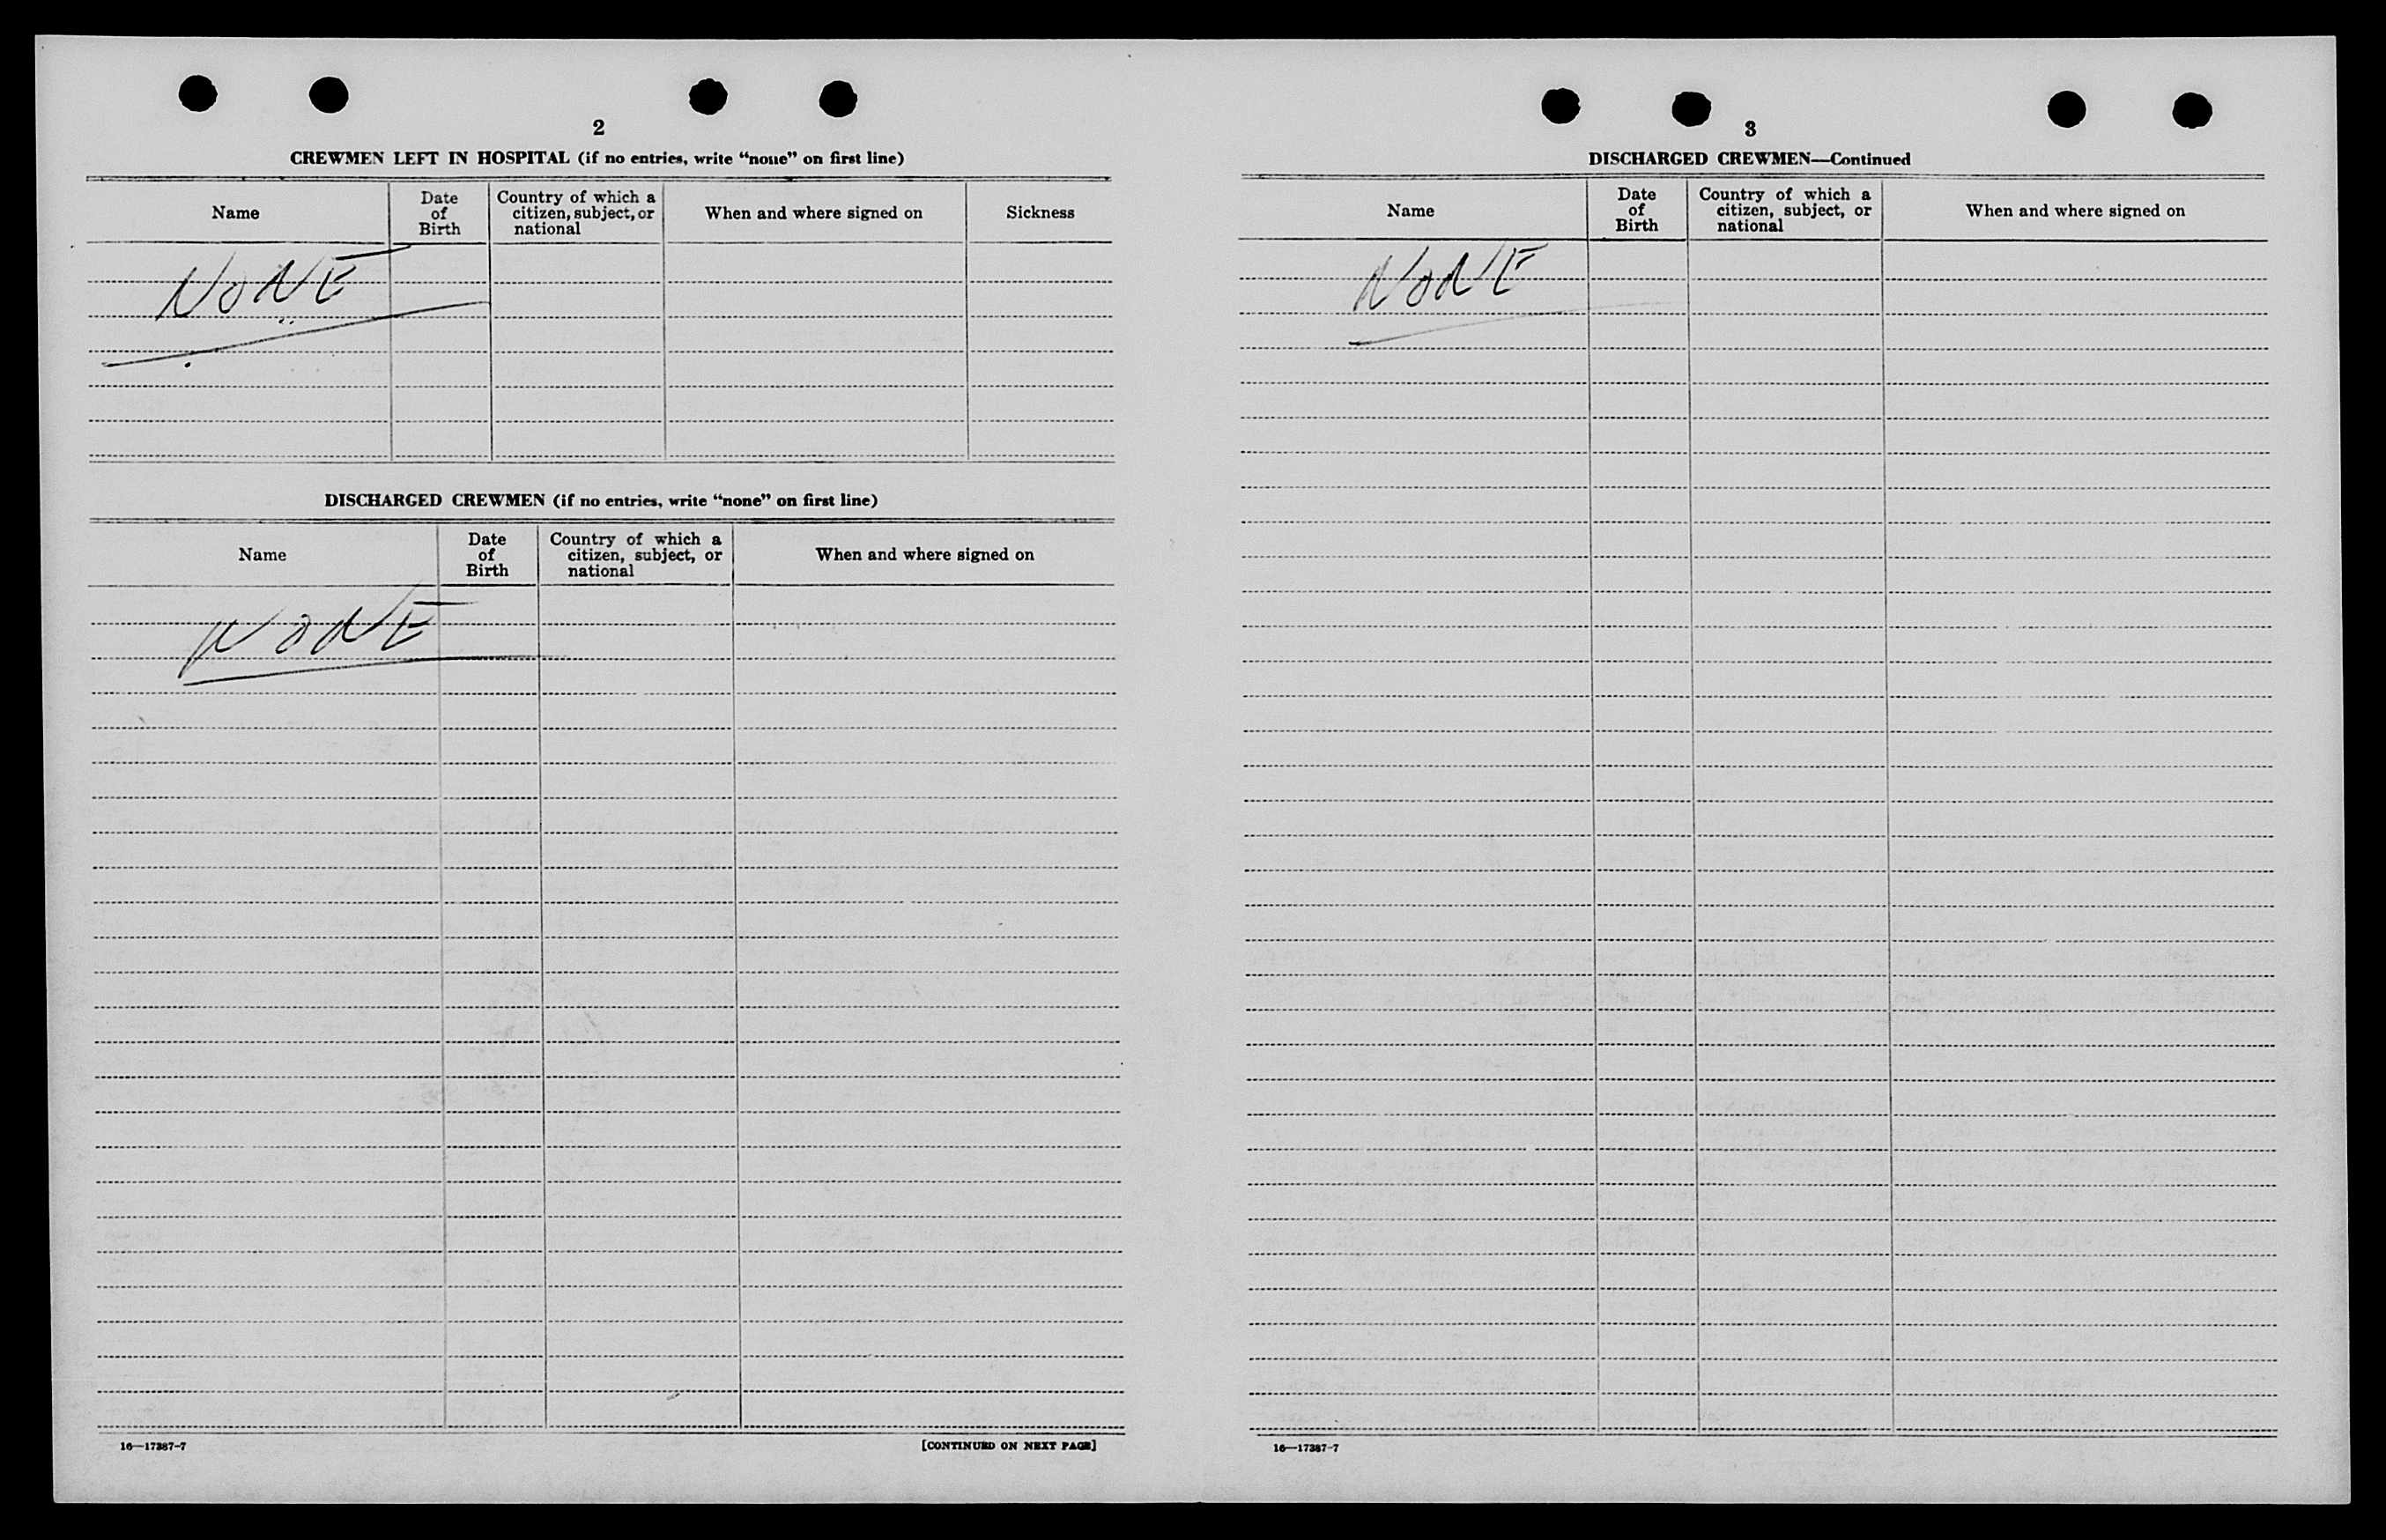 2
CREWMEN LEFT IN HOSPITAL (if no entries, write "none" on first line)
Name
Date of Birth
Country of which a citizen, subject, or national
When and where signed on
Sickness
NONE
DISCHARGED CREWMEN (if no entries, write "none" on first line)
Name
Date of Birth
Country of which a citizen, subject, or national
When and where signed on
NONE
16—17387-7
[CONTINUED ON NEXT PAGE]
3
DISCHARGED CREWMEN—Continued
Name
Date of Birth
Country of which a citizen, subject, or national
When and where signed on
NONE
16—17387-7